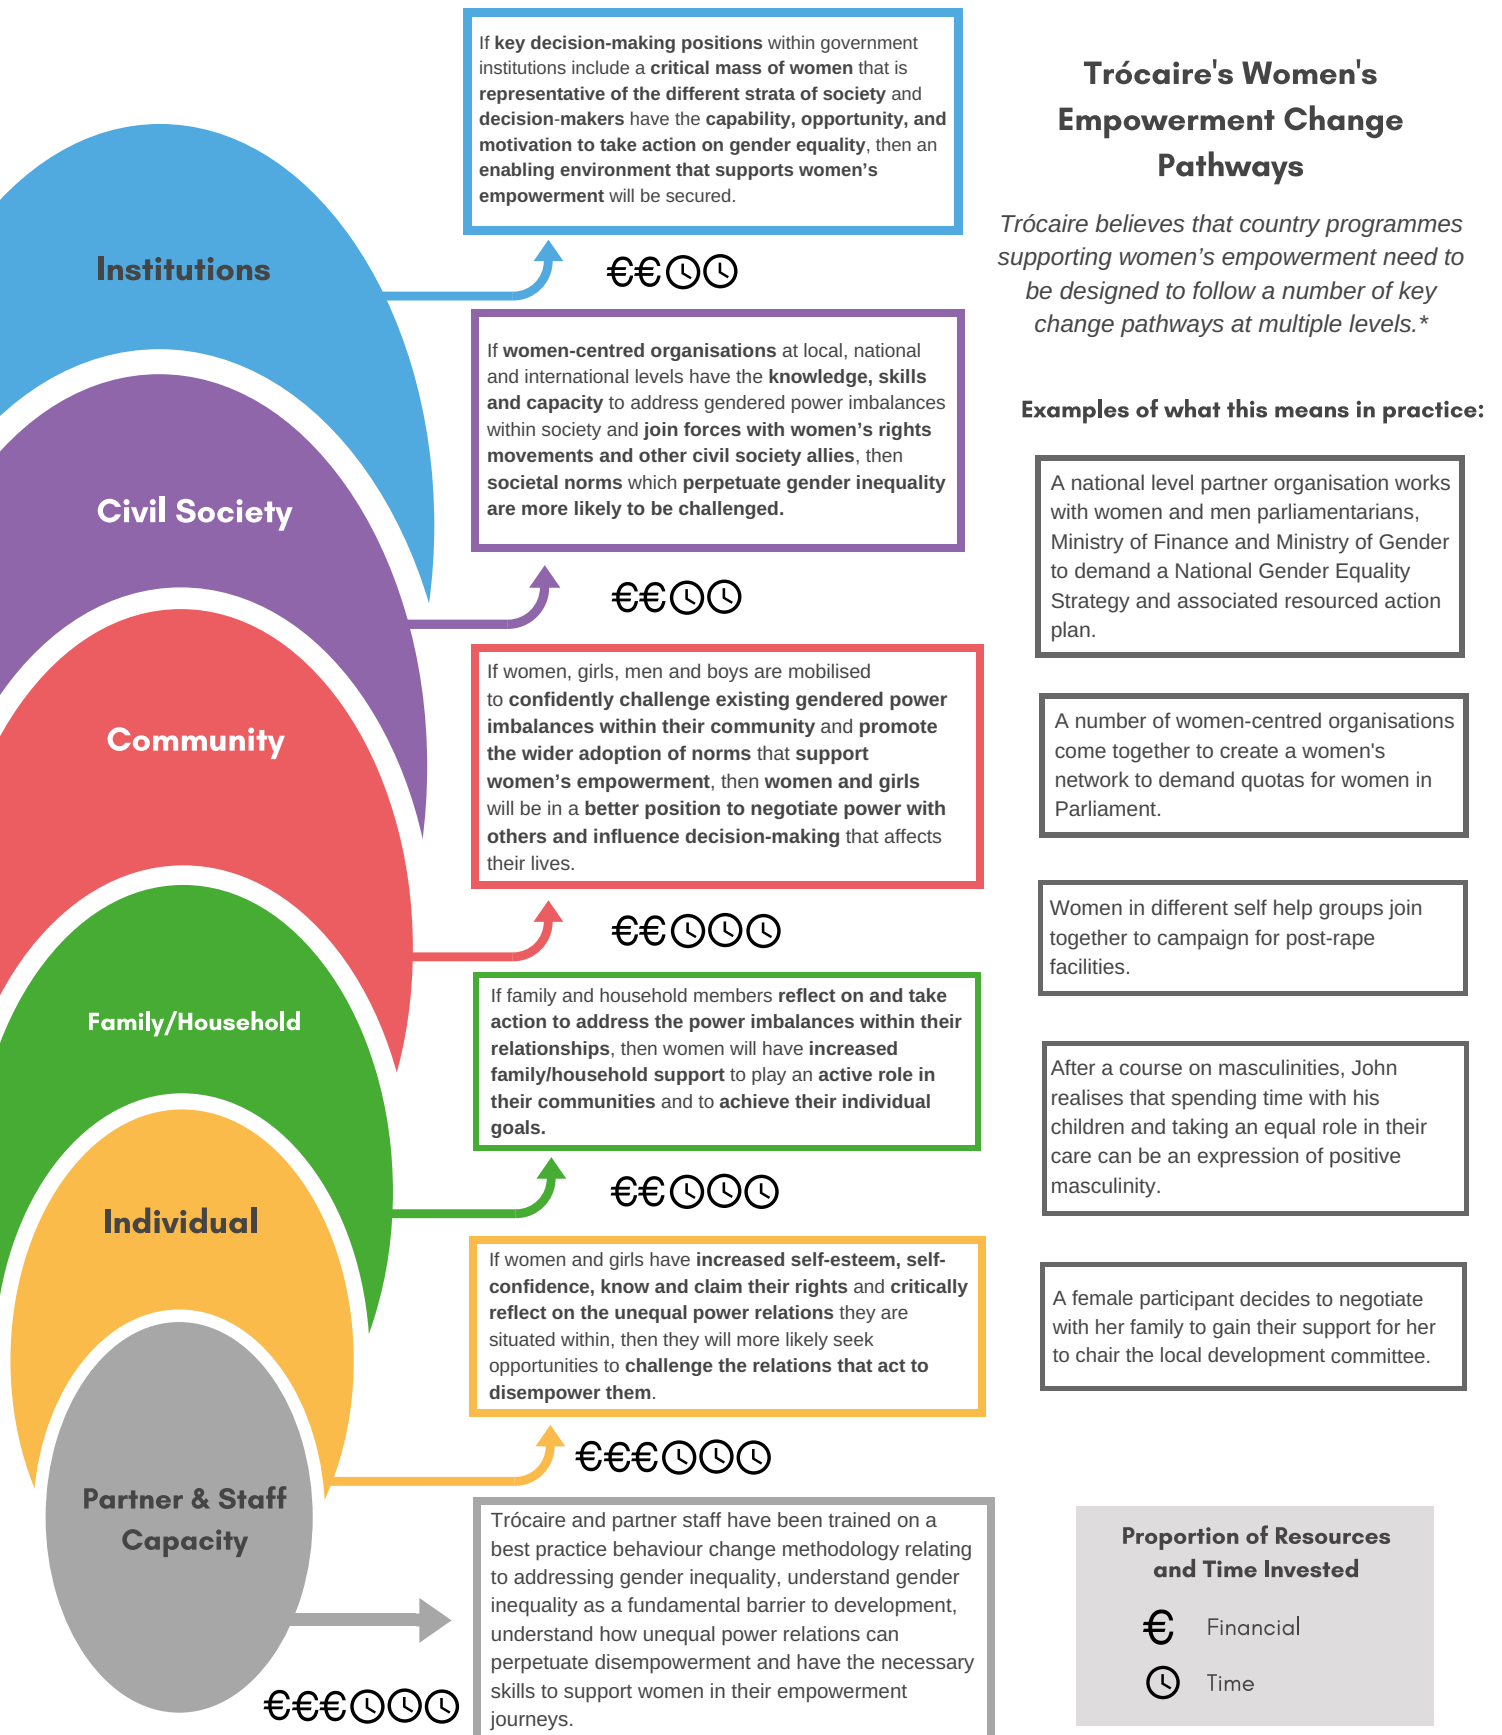 If key decision-making positions within government
institutions include a critical mass of women that is
representative of the different strata of society and
decision-makers have the capability, opportunity, and
motivation to take action on gender equality, then an
enabling environment that supports women’s
empowerment will be secured.
Trócaire's Women's
Empowerment Change
Pathways
Trócaire believes that country programmes
supporting women’s empowerment need to
be designed to follow a number of key
change pathways at multiple levels.*
Institutions
€€
If women-centred organisations at local, national
and international levels have the knowledge, skills
and capacity to address gendered power imbalances
within society and join forces with women’s rights
movements and other civil society allies, then
societal norms which perpetuate gender inequality
are more likely to be challenged.
Examples of what this means in practice:
Civil Society
A national level partner organisation works
with women and men parliamentarians,
Ministry of Finance and Ministry of Gender
to demand a National Gender Equality
Strategy and associated resourced action
plan.
€€
Community
If women, girls, men and boys are mobilised
to confidently challenge existing gendered power
imbalances within their community and promote
the wider adoption of norms that support
women’s empowerment, then women and girls
will be in a better position to negotiate power with
others and influence decision-making that affects
their lives.
A number of women-centred organisations
come together to create a women's
network to demand quotas for women in
Parliament.
€€
Women in different self help groups join
together to campaign for post-rape
facilities.
Family/Household
If family and household members reflect on and take
action to address the power imbalances within their
relationships, then women will have increased
family/household support to play an active role in
their communities and to achieve their individual
goals.
After a course on masculinities, John
realises that spending time with his
children and taking an equal role in their
care can be an expression of positive
masculinity.
€€
Individual
If women and girls have increased self-esteem, self-
confidence, know and claim their rights and critically
reflect on the unequal power relations they are
situated within, then they will more likely seek
opportunities to challenge the relations that act to
disempower them.
A female participant decides to negotiate
with her family to gain their support for her
to chair the local development committee.
€€€
Partner & Staff
Capacity
Trócaire and partner staff have been trained on a
best practice behaviour change methodology relating
to addressing gender inequality, understand gender
inequality as a fundamental barrier to development,
understand how unequal power relations can
perpetuate disempowerment and have the necessary
skills to support women in their empowerment
journeys.
€€€
Proportion of Resources
and Time Invested
€ Financial
Time